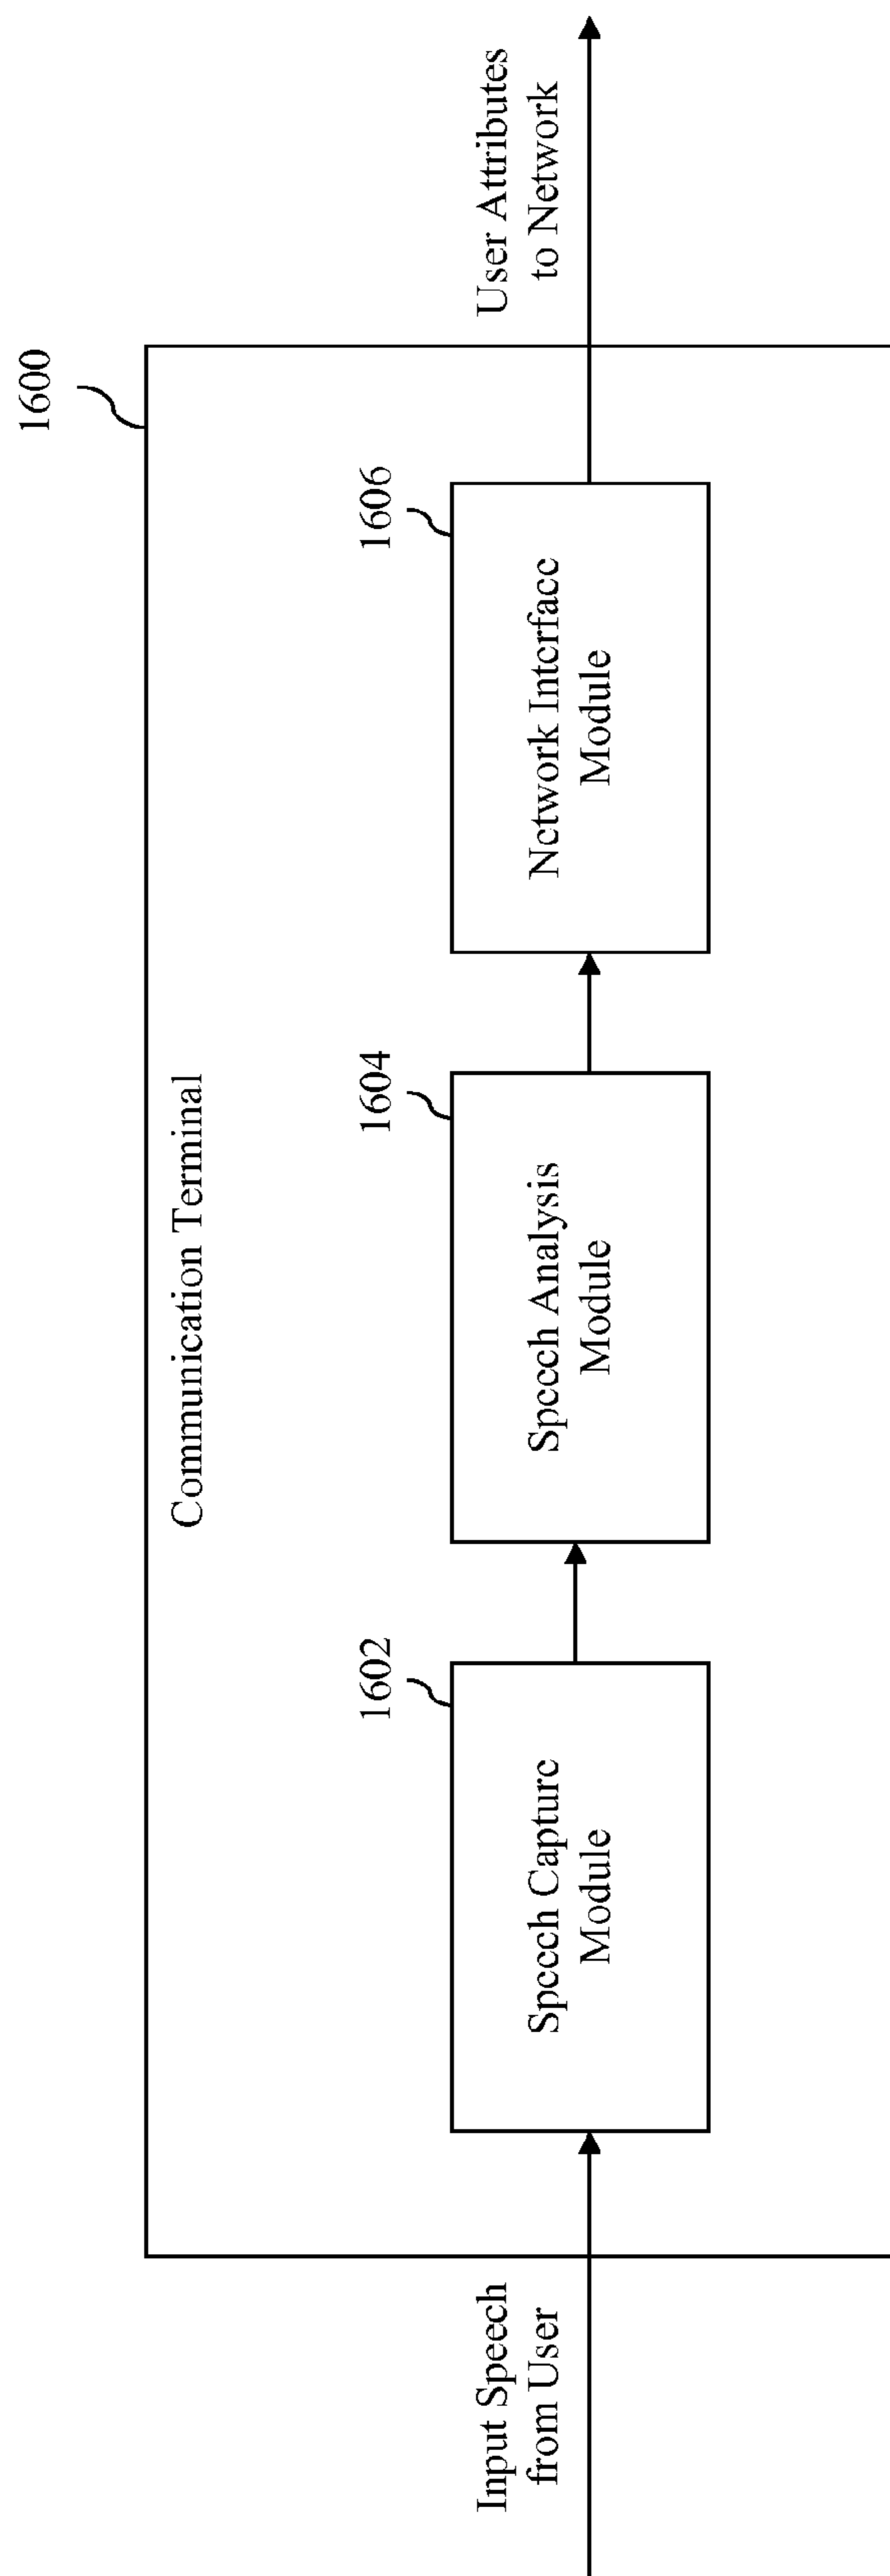 1600
Communication Terminal
Input Speech
from User
1602
Speech Capture
Module
1604
Speech Analysis
Module
1606
Network Interface
Module
User Attributes
to Network